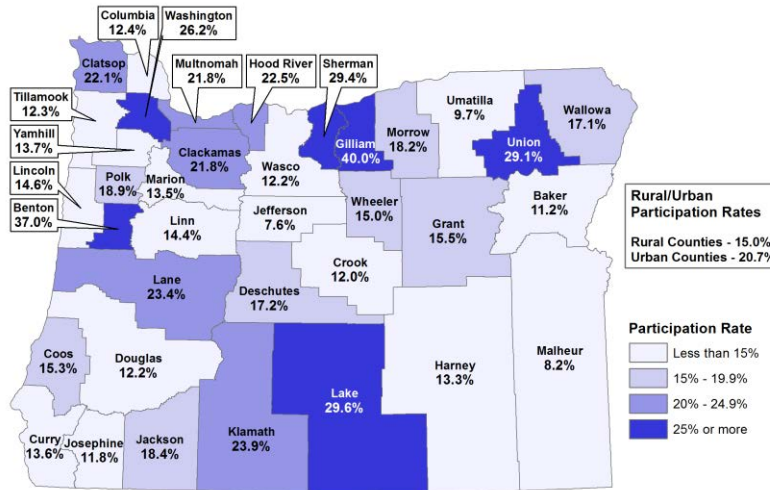 Columbia
12.4%
Washington
26.2%
Clatsop
22.1%
Multnomah
21.8%
Hood River
22.5%
Sherman
29.4%
Tillamook
12.3%
Umatilla
9.7%
Wallowa
17.1%
Gilliam
40.0%
Morrow
18.2%
Union
29.1%
Yamhill
13.7%
Clackamas
21.8%
Wasco
12.2%
Lincoln
14.6%
Polk
18.9%
Marion
13.5%
Wheeler
15.0%
Baker
11.2%
Benton
37.0%
Linn
14.4%
Jefferson
7.6%
Grant
15.5%
Rural/Urban
Participation Rates
Rural Counties - 15.0%
Urban Counties - 20.7%
Crook
12.0%
Lane
23.4%
Deschutes
17.2%
Coos
15.3%
Douglas
12.2%
Harney
13.3%
Malheur
8.2%
Lake
29.6%
Klamath
23.9%
Curry
13.6%
Josephine
11.8%
Jackson
18.4%
Participation Rate
Less than 15%
15% - 19.9%
20% - 24.9%
25% or more